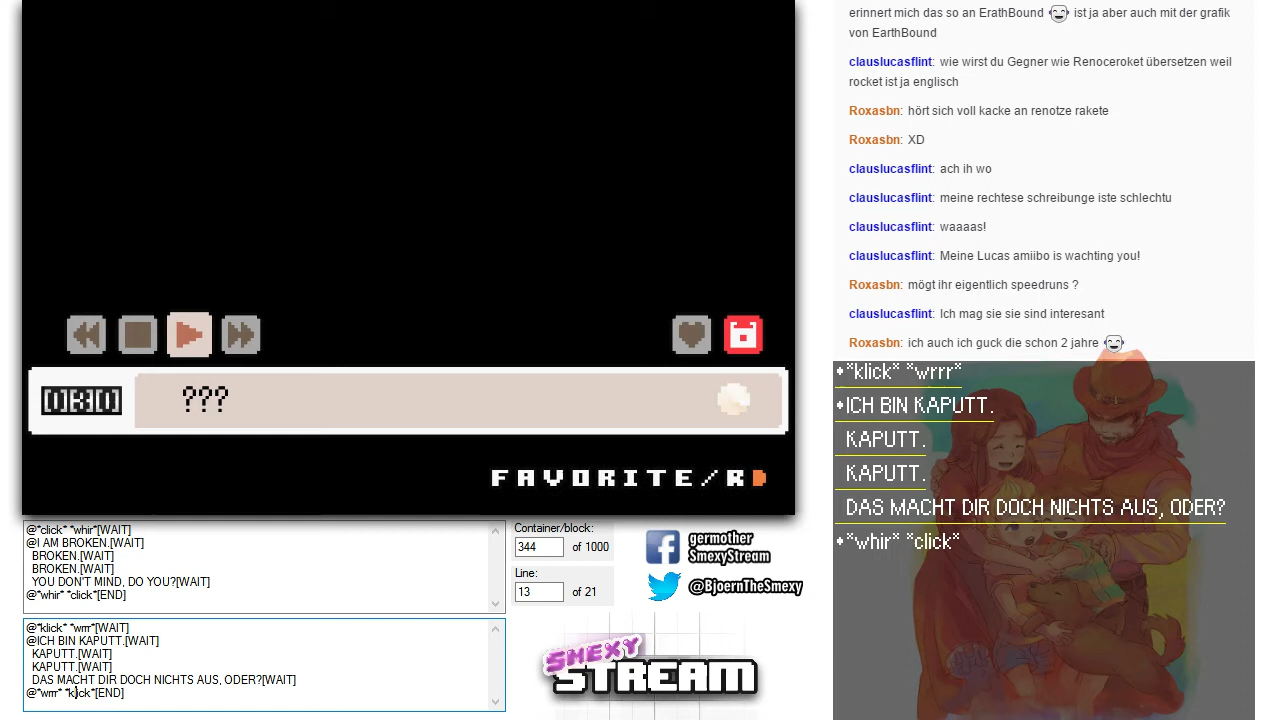 erinnert mich das so an ErathBound ist ja aber auch mit der grafik
von EarthBound
clauslucasflint: wie wirst du Gegner wie Renoceroket übersetzen weil
rocket ist ja englisch
Roxasbn: hört sich voll kacke an renotze rakete
Roxasbn: XD
clauslucasflint: ach ih wo
clauslucasflint: meine rechtese schreibunge iste schlechtu
clauslucasflint: waaaas!
clauslucasflint: Meine Lucas amiibo is wachting you!
Roxasbn: mögt ihr eigentlich speedruns ?
clauslucasflint: Ich mag sie sie sind interesant
Roxasbn: ich auch ich guck die schon 2 jahre
030 ???
FAVORITE/R
•*klick* *wrrr*
•ICH BIN KAPUTT.
KAPUTT.
KAPUTT.
DAS MACHT DIR DOCH NICHTS AUS, ODER?
•*whir* *click*
@*click* *whir*[WAIT]
@I AM BROKEN.[WAIT]
BROKEN.[WAIT]
BROKEN.[WAIT]
YOU DON'T MIND, DO YOU?[WAIT]
@*whir* *click*[END]
@*klick* *wrrr*[WAIT]
@ICH BIN KAPUTT.[WAIT]
KAPUTT.[WAIT]
KAPUTT.[WAIT]
DAS MACHT DIR DOCH NICHTS AUS, ODER?[WAIT]
@*wrrr* *klick*[END]
Container/block:
344 of 1000
Line:
13 of 21
germother
SmexyStream
@BjoernTheSmexy
SMEXY
STREAM